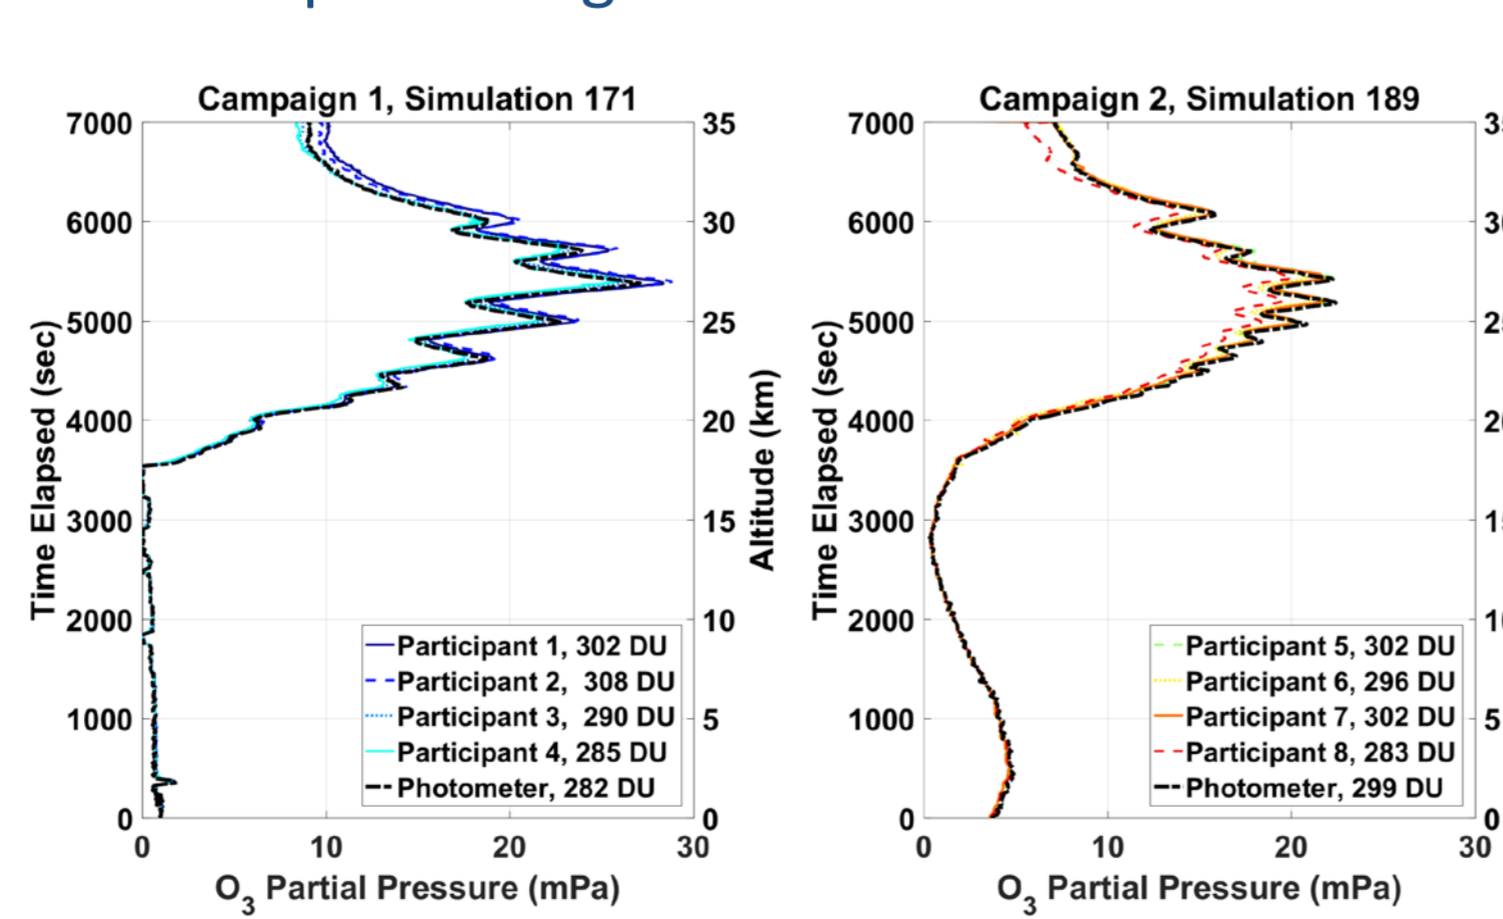 Campaign 1, Simulation 171
7000
6000
5000
4000
3000
2000
1000
0
Time Elapsed (sec)
35
30
25
20
15
10
5
0
Altitude (km)
Participant 1, 302 DU
Participant 2, 308 DU
Participant 3, 290 DU
Participant 4, 285 DU
Photometer, 282 DU
0 10 20 30
O3 Partial Pressure (mPa)
Campaign 2, Simulation 189
7000
6000
5000
4000
3000
2000
1000
0
Time Elapsed (sec)
5
0
Participant 5, 302 DU
Participant 6, 296 DU
Participant 7, 302 DU
Participant 8, 283 DU
Photometer, 299 DU
0 10 20 30
O3 Partial Pressure (mPa)